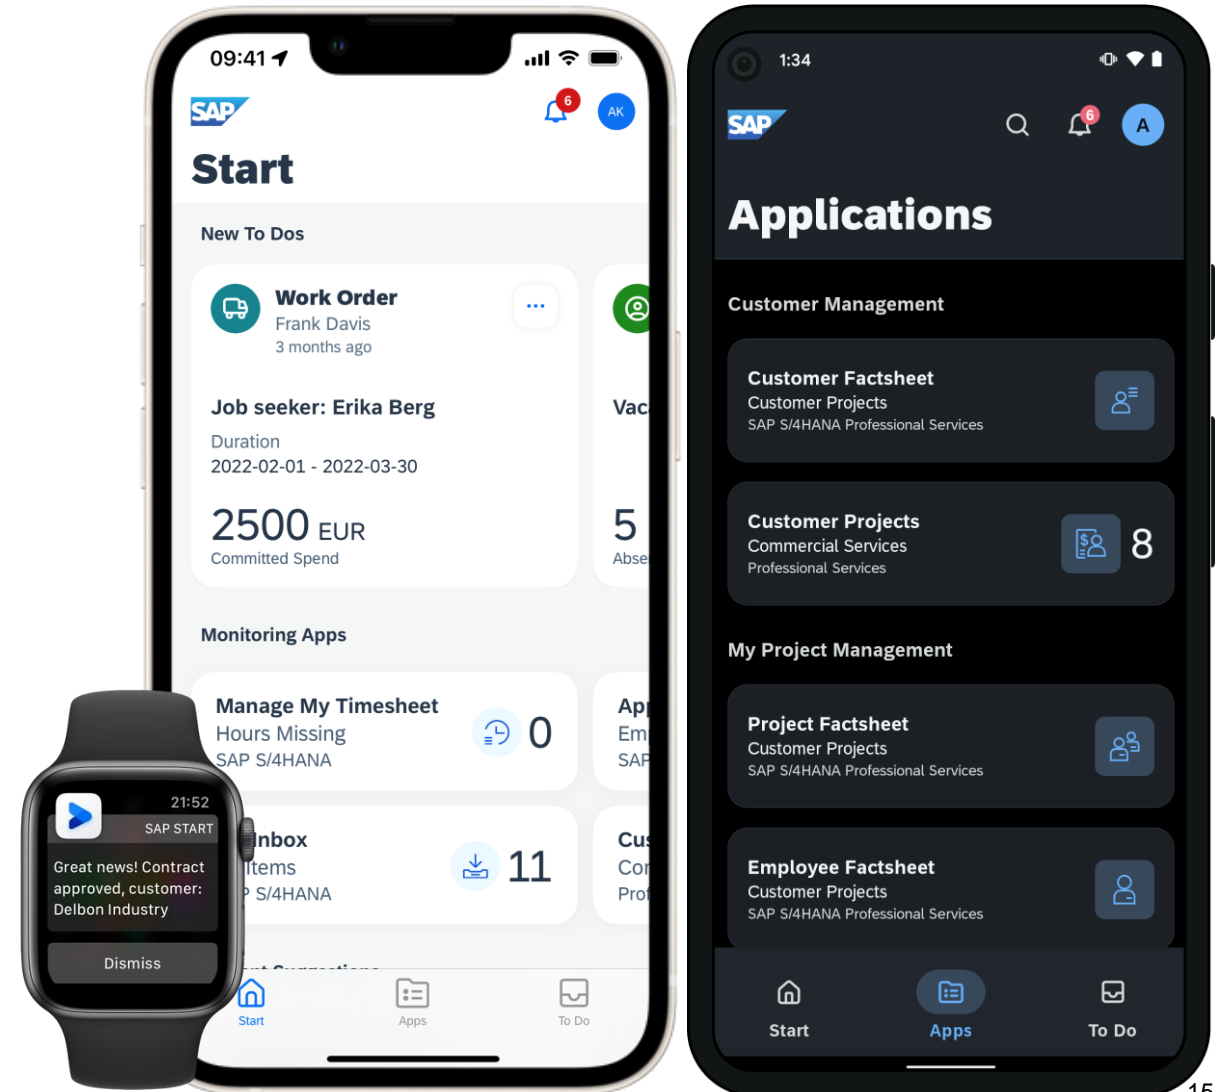 09:41
SAP
6
AK
Start
New To Dos
Work Order
Frank Davis
3 months ago
Job seeker: Erika Berg
Duration
2022-02-01 - 2022-03-30
2500 EUR
Committed Spend
5
Monitoring Apps
Manage My Timesheet
Hours Missing
SAP S/4HANA
0
SAP
Inbox
Items
S/4HANA
11
Start
Apps
To Do
21:52
SAP START
Great news! Contract
approved, customer:
Delbon Industry
Dismiss
1:34
SAP
6
A
Applications
Customer Management
Customer Factsheet
Customer Projects
SAP S/4HANA Professional Services
Customer Projects
Commercial Services
Professional Services
8
My Project Management
Project Factsheet
Customer Projects
SAP S/4HANA Professional Services
Employee Factsheet
Customer Projects
SAP S/4HANA Professional Services
Start
Apps
To Do